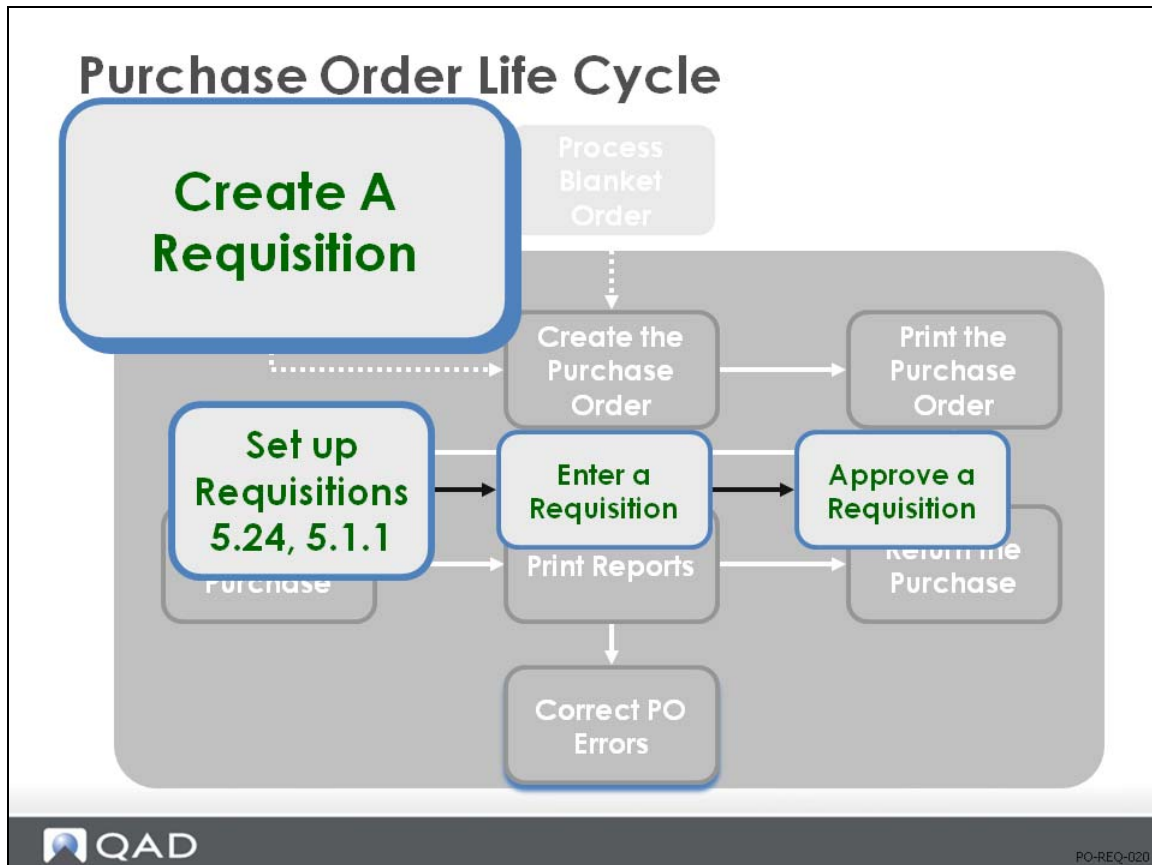 Purchase Order Life Cycle
Create A
Requisition
Process
Blanket
Order
Create the
Purchase
Order
Print the
Purchase
Order
Set up
Requisitions
5.24, 5.1.1
Enter a
Requisition
Approve a
Requisition
Purchase
Print Reports
Return the
Purchase
Correct PO
Errors
QAD
PO-REQ-020